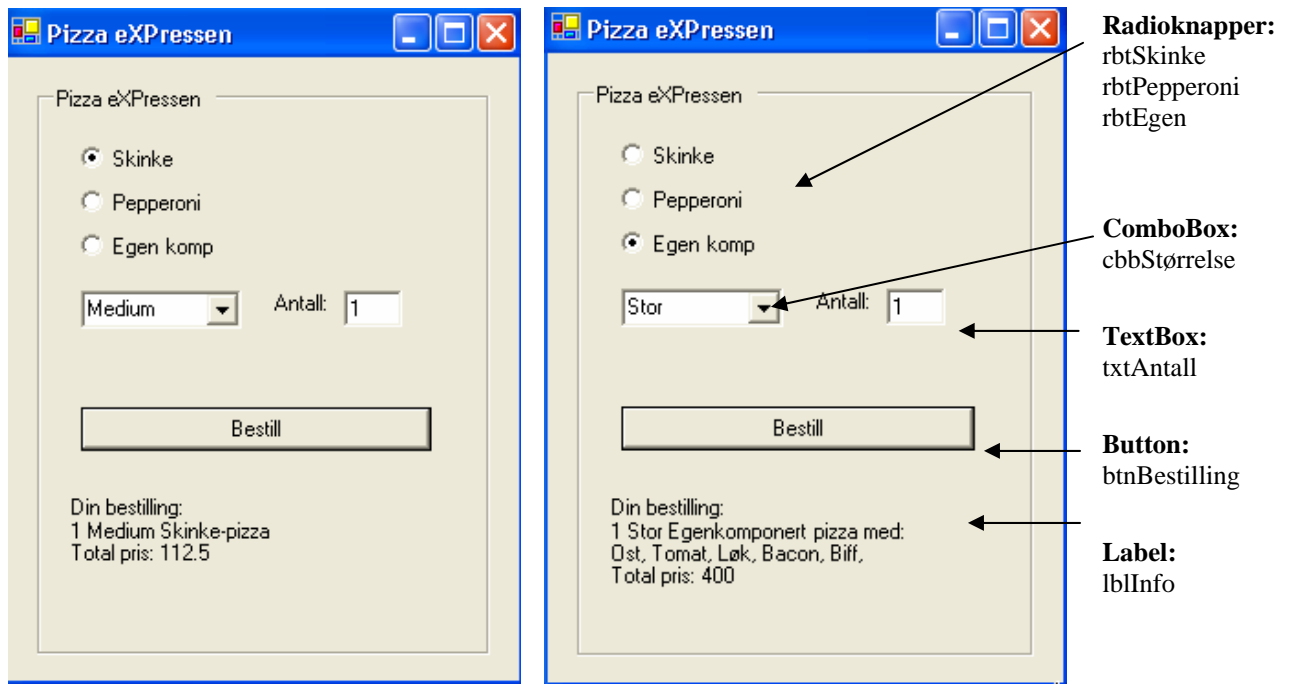 Pizza eXPressen
Pizza eXPressen
Skinke
Pepperoni
Egen komp
Medium
Antall: 1
Bestill
Din bestilling:
1 Medium Skinke-pizza
Total pris: 112.5
Pizza eXPressen
Pizza eXPressen
Skinke
Pepperoni
Egen komp
Stor
Antall: 1
Bestill
Din bestilling:
1 Stor Egenkomponert pizza med:
Ost, Tomat, Løk, Bacon, Biff,
Total pris: 400
Radioknapper:
rbtSkinke
rbtPepperoni
rbtEgen
ComboBox:
cbbStørrelse
TextBox:
txtAntall
Button:
btnBestilling
Label:
lblInfo